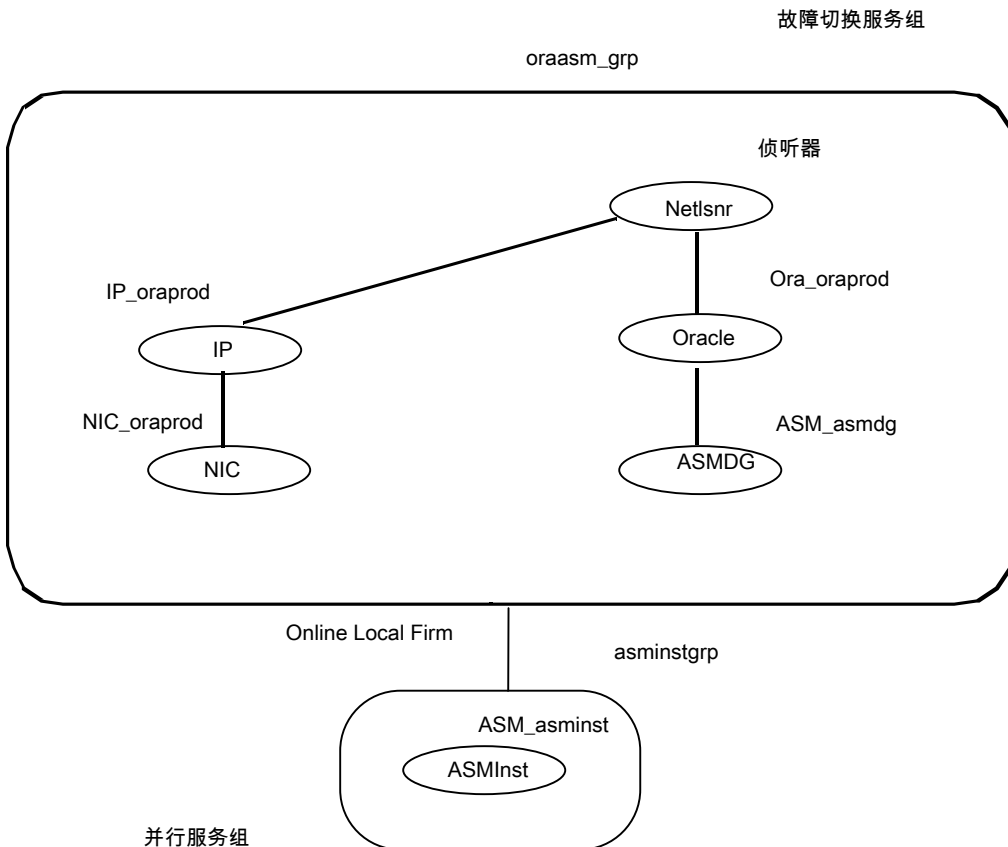 故障切换服务组
oraasm_grp
侦听器
Netlsnr
IP_oraprod
Ora_oraprod
IP
Oracle
NIC_oraprod
ASM_asmdg
NIC
ASMDG
Online Local Firm
asminstgrp
ASM_asminst
ASMInst
并行服务组